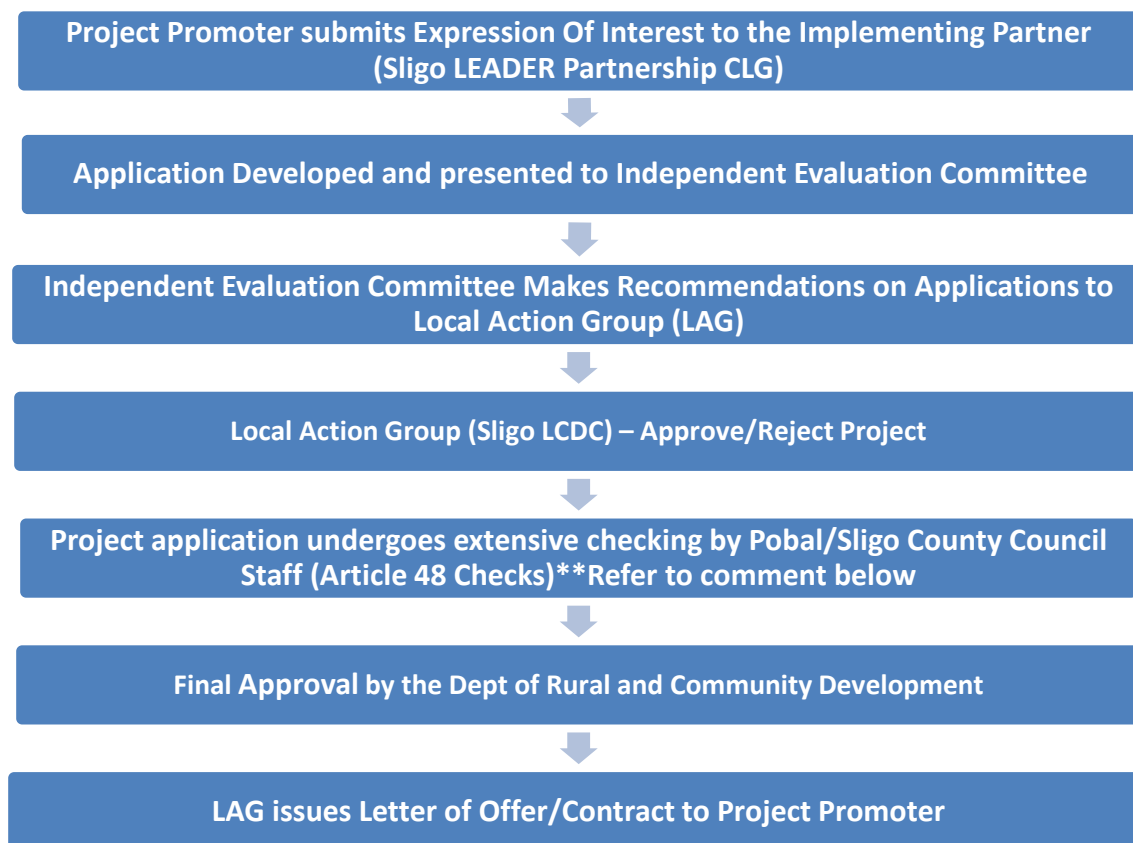 Project Promoter submits Expression Of Interest to the Implementing Partner
(Sligo LEADER Partnership CLG)
Application Developed and presented to Independent Evaluation Committee
Independent Evaluation Committee Makes Recommendations on Applications to
Local Action Group (LAG)
Local Action Group (Sligo LCDC) – Approve/Reject Project
Project application undergoes extensive checking by Pobal/Sligo County Council
Staff (Article 48 Checks)**Refer to comment below
Final Approval by the Dept of Rural and Community Development
LAG issues Letter of Offer/Contract to Project Promoter